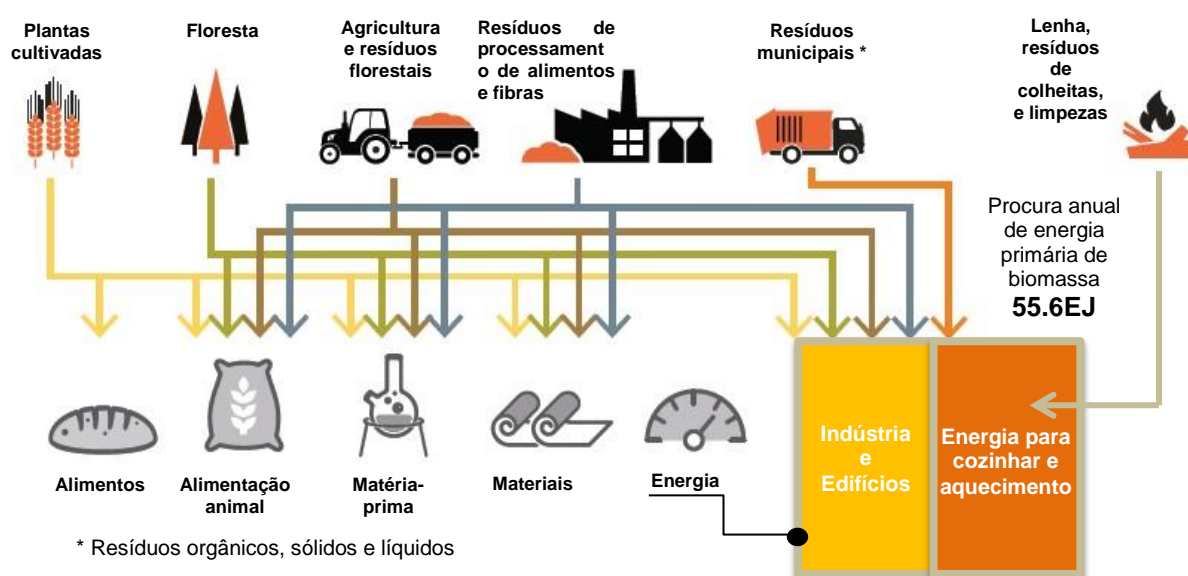 Plantas
cultivadas
Floresta
Agricultura
e resíduos
florestais
Resíduos de
processament
o de alimentos
e fibras
Resíduos
municipais *
Lenha,
resíduos
de
colheitas,
e limpezas
Procura anual
de energia
primária de
biomassa
55.6EJ
Alimentos
Alimentação
animal
Matéria-
prima
Materiais
Energia
Indústria
e
Edifícios
Energia para
cozinhar e
aquecimento
* Resíduos orgânicos, sólidos e líquidos